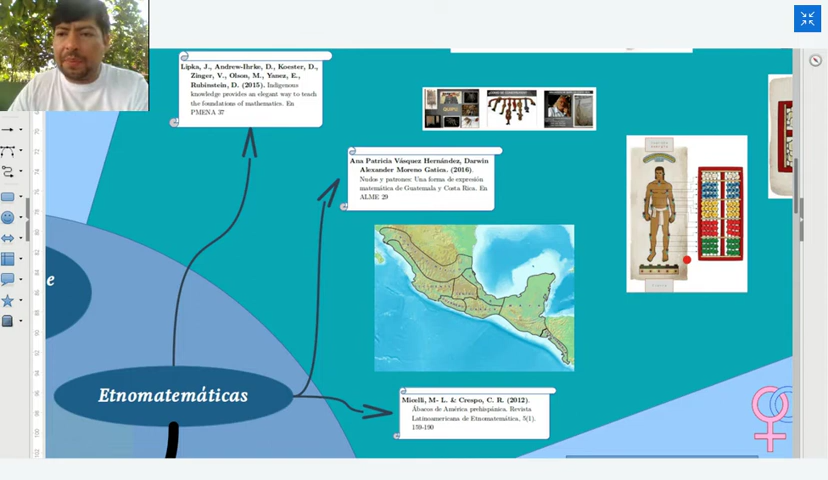 Lipka, J., Andrew-Ihrke, D., Koester, D.,
Zinger, V., Olson, M., Yanez, E.,
Rubinstein, D. (2015). Indigenous
knowledge provides an elegant way to teach
the foundations of mathematics. En
PMENA 37
Ana Patricia Vásquez Hernández, Darwin
Alexander Moreno Gatica. (2016).
Nudos y patrones: Una forma de expresión
matemática de Guatemala y Costa Rica. En
ALME 29
e
Etnomatemáticas
Micelli, M- L. & Crespo, C. R. (2012).
Ábacos de América prehispánica. Revista
Latinoamericana de Etnomatemática, 5(1).
159-190